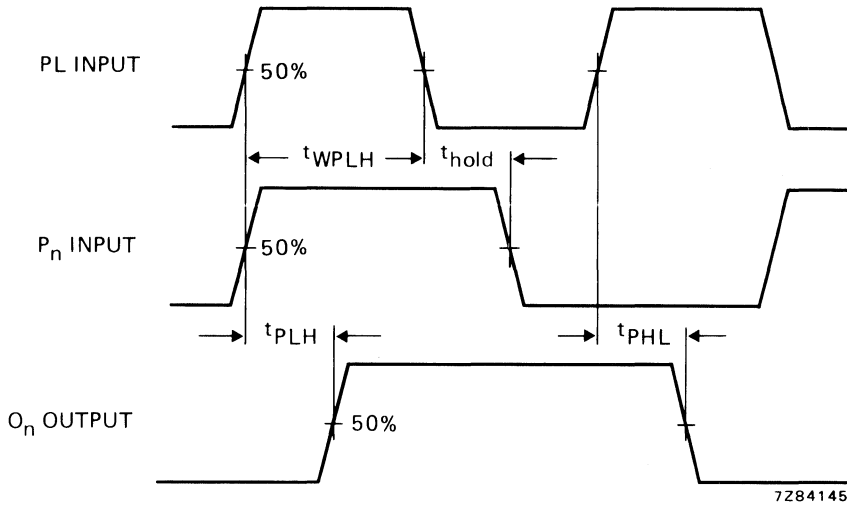 PL INPUT
50%
tWPLH
thold
Pn INPUT
50%
tPLH
tPHL
On OUTPUT
50%
7Z84145